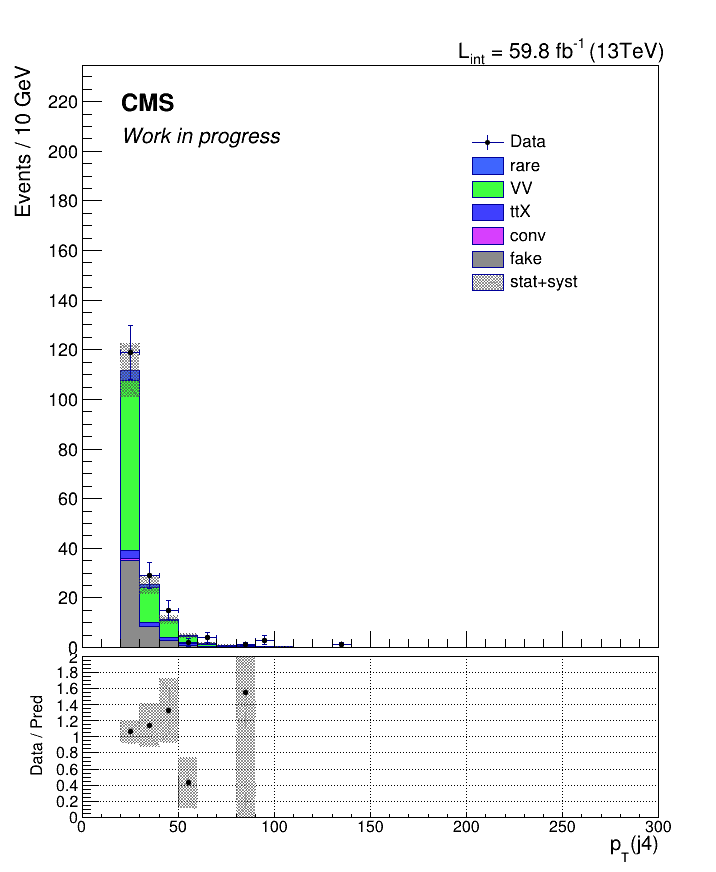 L_int = 59.8 fb^-1 (13TeV)
Events / 10 GeV
CMS
Work in progress
Data
rare
VV
ttX
conv
fake
stat+syst
220
200
180
160
140
120
100
80
60
40
20
0
Data / Pred
2
1.8
1.6
1.4
1.2
1
0.8
0.6
0.4
0.2
0
0 50 100 150 200 250 300
p_T(j4)